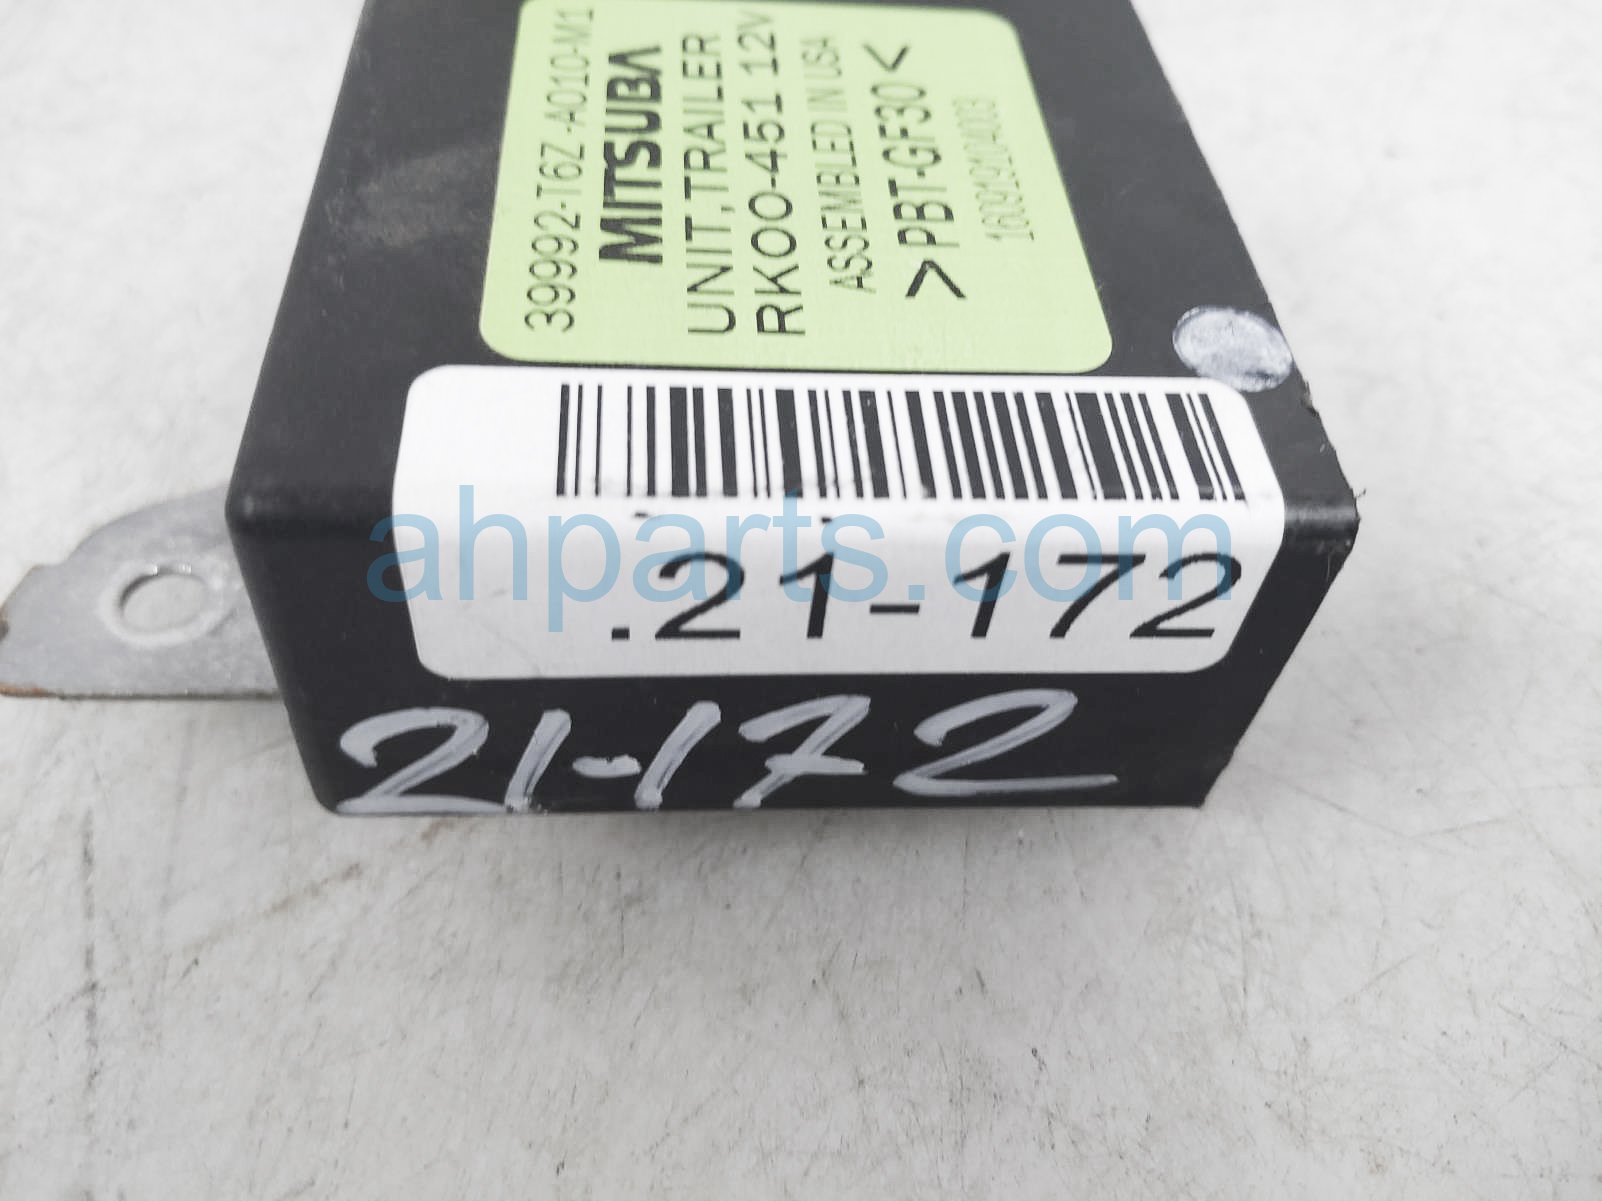 39992-T6Z-A010-M1
MITSUBA
UNIT,TRAILER
RK00-451 12V
ASSEMBLED IN USA
>PBT-GF30<
ahparts.com
.21-172
21-172